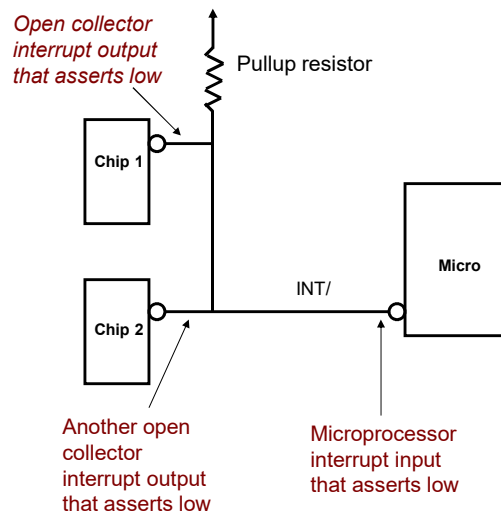 Open collector
interrupt output
that asserts low
Pullup resistor
Chip 1
Micro
INT/
Chip 2
Another open
collector
interrupt output
that asserts low
Microprocessor
interrupt input
that asserts low